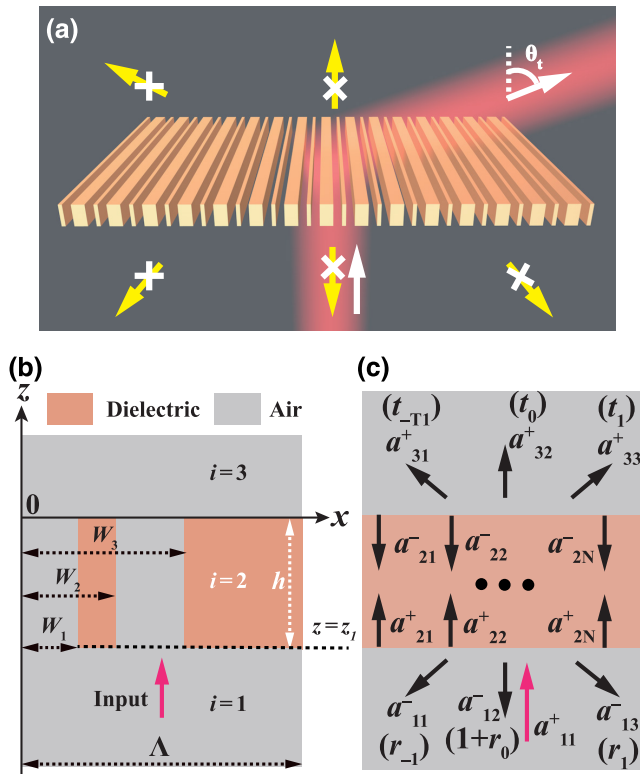 (a)
θt
(b)
z
Dielectric
Air
i=3
0
x
W3
W2
i=2
h
W1
z=z1
Input
i=1
Λ
(c)
(t-T1) (t0) (t1)
a+31 a+32 a+33
a-21 a-22 a-2N
a+21 a+22 a+2N
a-11 a-12 a+11 a-13
(r-1) (1+r0) (r1)